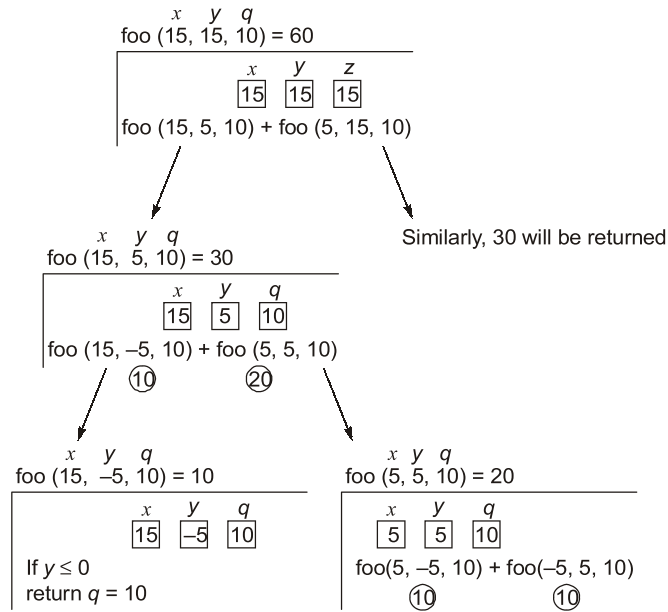 x y q
foo (15, 15, 10) = 60
x y z
15 15 15
foo (15, 5, 10) + foo (5, 15, 10)
Similarly, 30 will be returned
x y q
foo (15, 5, 10) = 30
x y q
15 5 10
foo (15, –5, 10) + foo (5, 5, 10)
10 20
x y q
foo (15, –5, 10) = 10
x y q
15 –5 10
If y ≤ 0
return q = 10
x y q
foo (5, 5, 10) = 20
x y q
5 5 10
foo(5, –5, 10) + foo(–5, 5, 10)
10 10